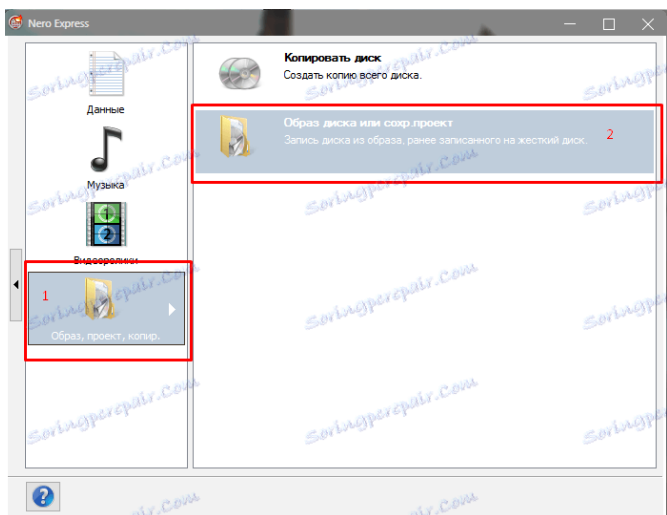 Nero Express
Данные
Музыка
Видеоролики
1
Образ, проект, копир.
Копировать диск
Создать копию всего диска.
Образ диска или сохр.проект
Запись диска из образа, ранее записанного на жесткий диск.
2
Soringpcrepair.Com